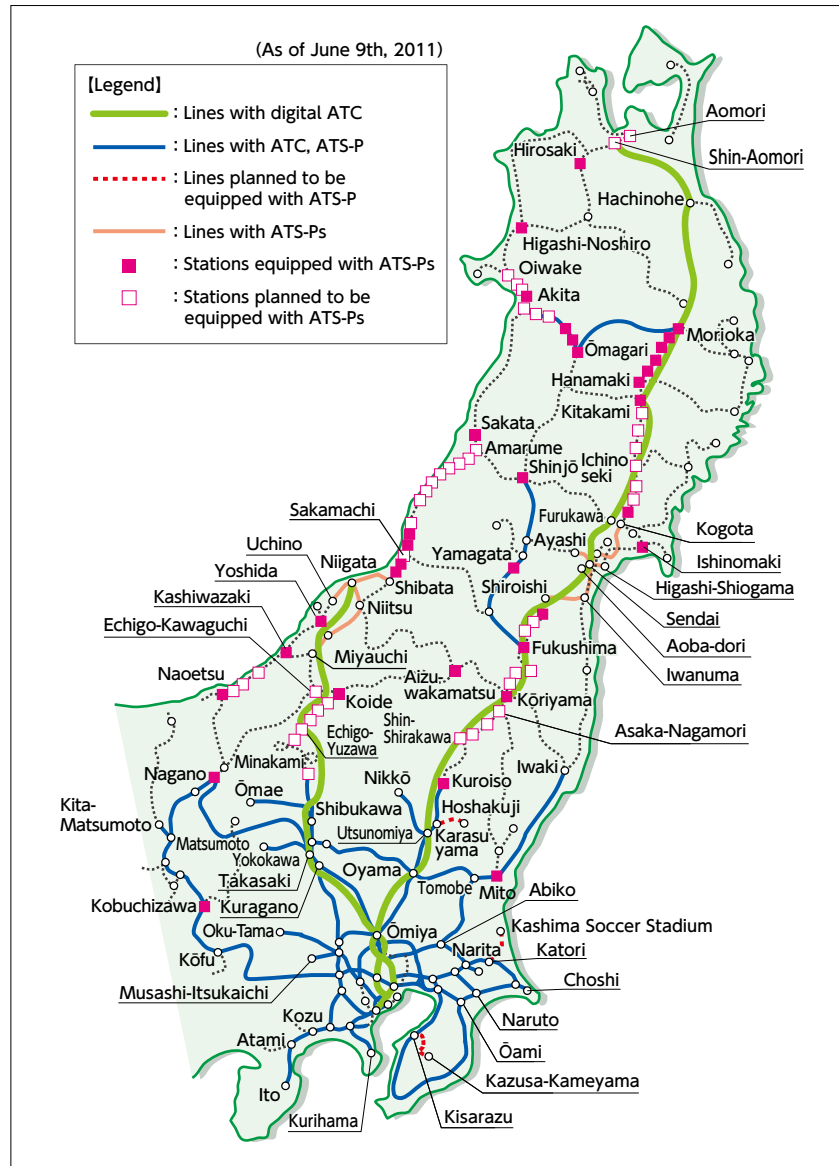 (As of June 9th, 2011)
【Legend】
: Lines with digital ATC
: Lines with ATC, ATS-P
: Lines planned to be
equipped with ATS-P
: Lines with ATS-Ps
: Stations equipped with ATS-Ps
: Stations planned to be
equipped with ATS-Ps
Aomori
Shin-Aomori
Hirosaki
Hachinohe
Higashi-Noshiro
Oiwake
Akita
Morioka
Ōmagari
Hanamaki
Kitakami
Sakata
Amarume
Shinjō
Ichino
seki
Sakamachi
Furukawa
Kogota
Uchino
Niigata
Yamagata
Ayashi
Ishinomaki
Yoshida
Shibata
Shiroishi
Higashi-Shiogama
Kashiwazaki
Niitsu
Sendai
Echigo-Kawaguchi
Fukushima
Aoba-dori
Miyauchi
Iwanuma
Naoetsu
Aizu-
wakamatsu
Koide
Kōriyama
Echigo-
Yuzawa
Shin-
Shirakawa
Asaka-Nagamori
Minakami
Nagano
Nikkō
Kuroiso
Iwaki
Ōmae
Hoshakuji
Kita-
Matsumoto
Shibukawa
Utsunomiya
Karasu
yama
Matsumoto
Yokokawa
Oyama
Takasaki
Tomobe
Mito
Kobuchizawa
Kuragano
Abiko
Oku-Tama
Ōmiya
Kashima Soccer Stadium
Kōfu
Narita
Katori
Musashi-Itsukaichi
Choshi
Kozu
Naruto
Atami
Ōami
Ito
Kazusa-Kameyama
Kurihama
Kisarazu